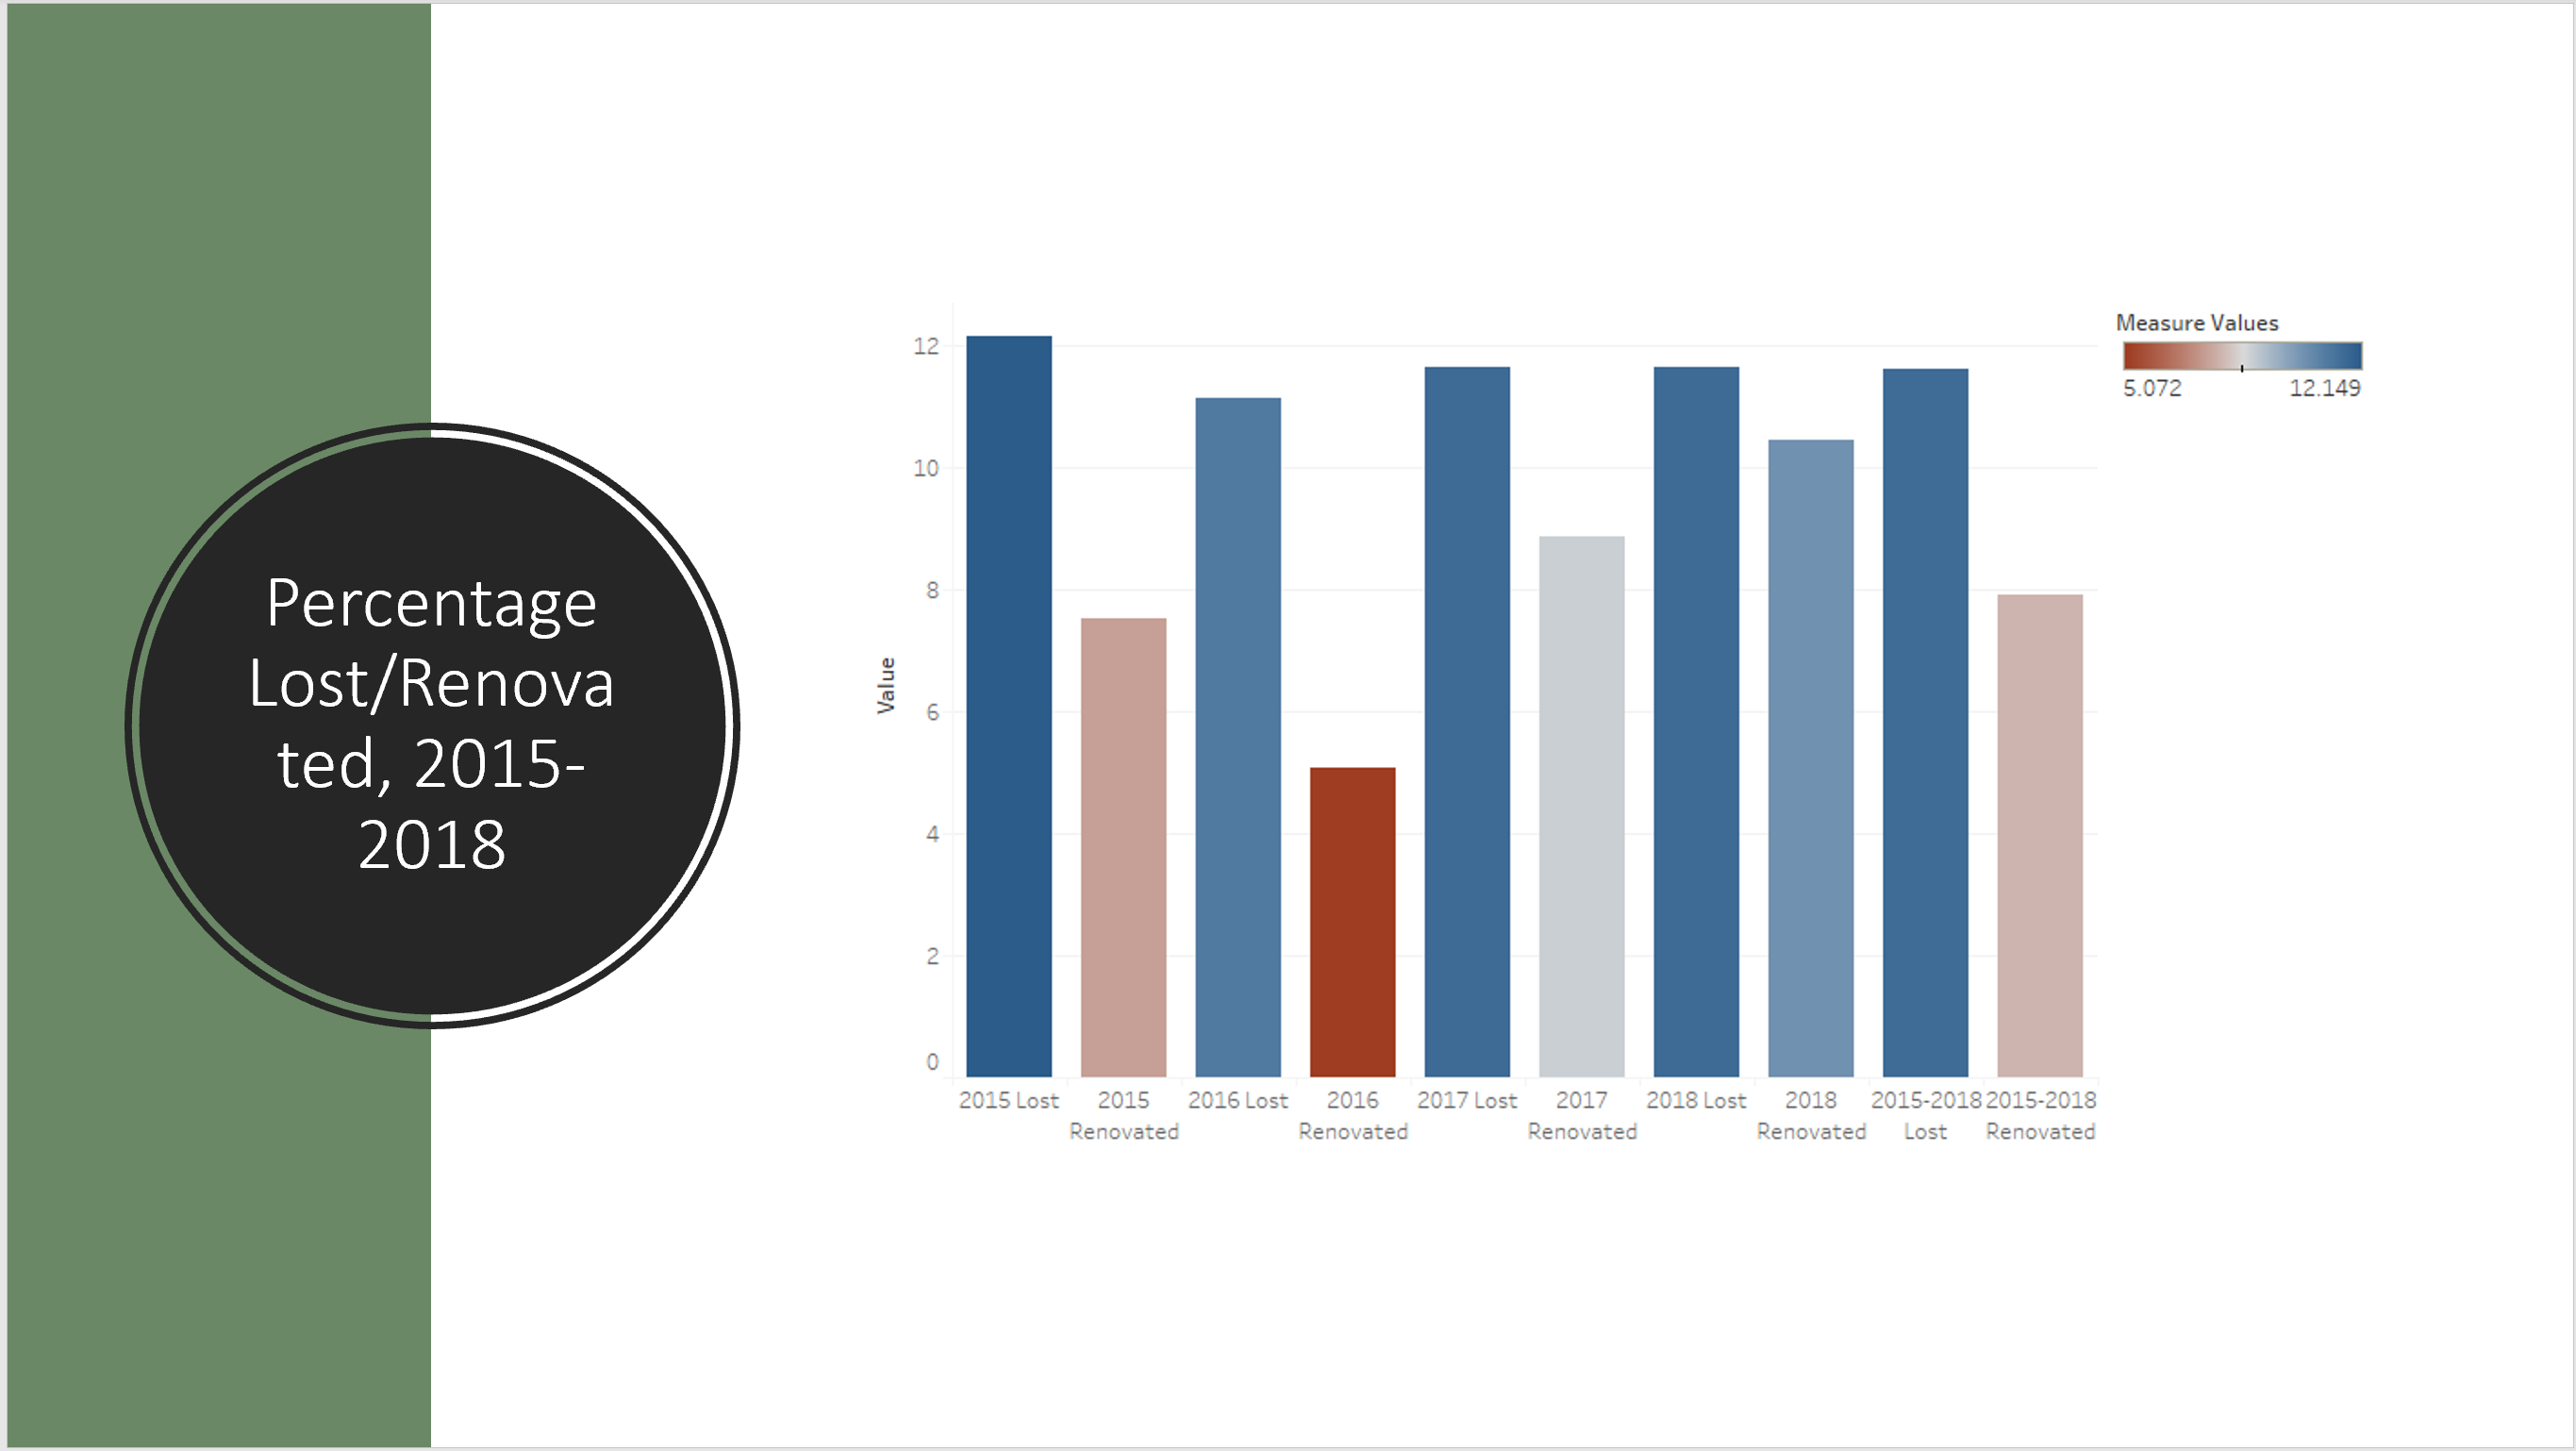 Percentage
Lost/Renova
ted, 2015-
2018
Measure Values
5.072 12.149
Value
12
10
8
6
4
2
0
2015 Lost 2015 2016 Lost 2016 2017 Lost 2017 2018 Lost 2018 2015-2018 2015-2018
Renovated Renovated Renovated Renovated Lost Renovated